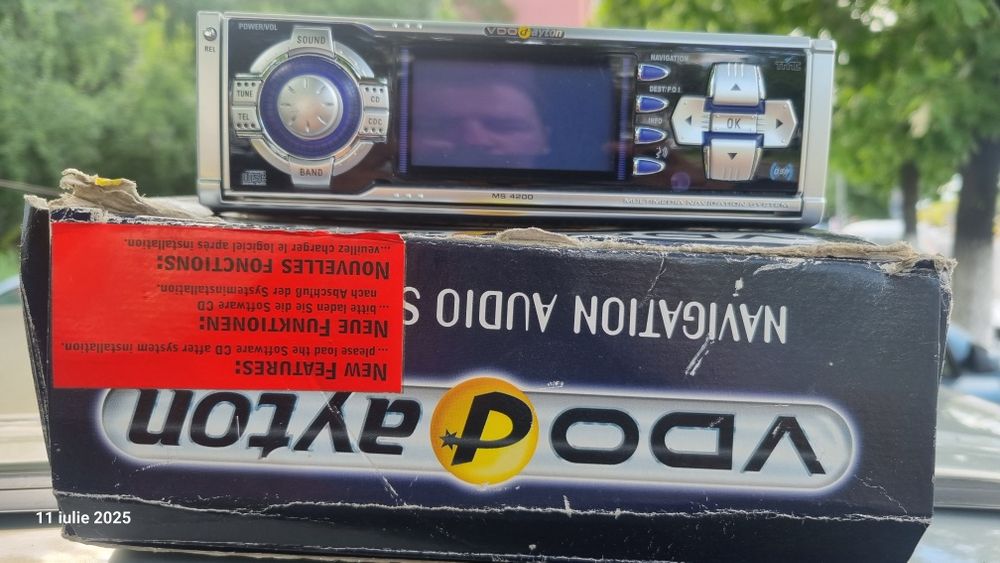 POWER/VOL
REL
SOUND
VDO dayton
NAVIGATION
TMC
TUNE
CD
DEST/P.O.I.
TEL
CDC
INFO
OK
BAND
MS 4200
MULTIMEDIA NAVIGATION SYSTEM
VDO dayton
NAVIGATION AUDIO S
NEW FEATURES:
...please load the Software CD after system installation.
NEUE FUNKTIONEN:
...bitte laden Sie die Software CD
nach Abschluß der Systeminstallation.
NOUVELLES FONCTIONS:
...veuillez charger le logiciel après installation.
11 iulie 2025